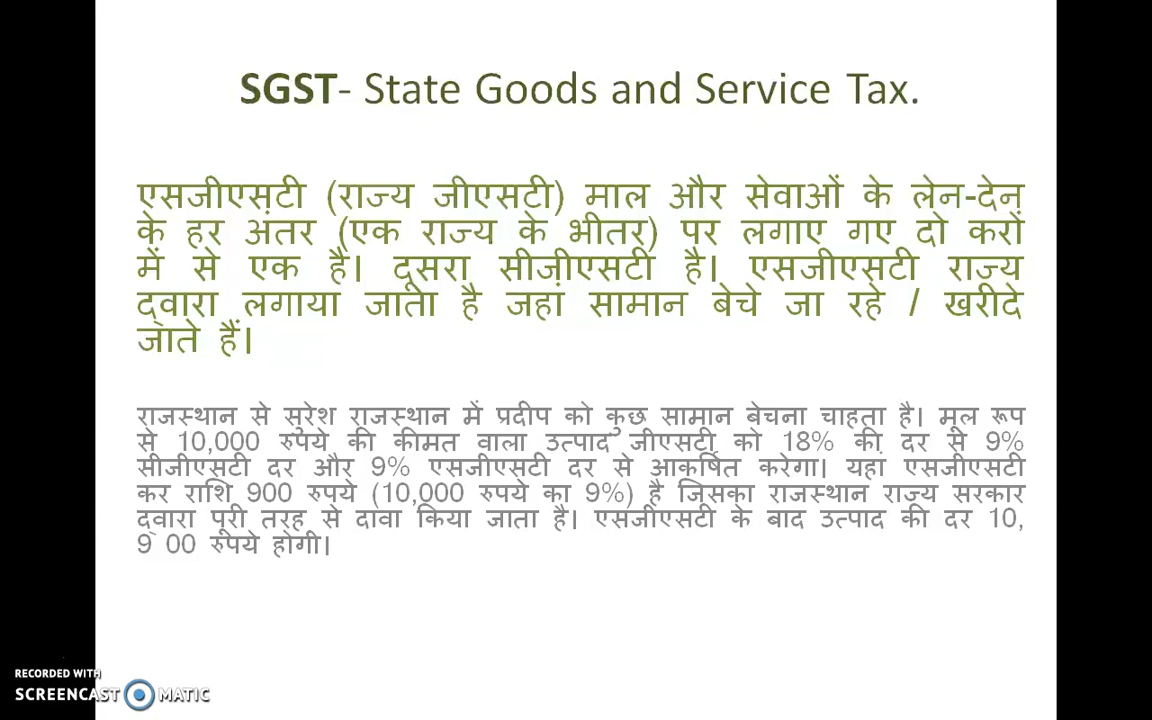 SGST- State Goods and Service Tax.
एसजीएसटी (राज्य जीएसटी) माल और सेवाओं के लेन-देन
के हर अंतर (एक राज्य के भीतर) पर लगाए गए दो करों
में से एक है। दूसरा सीजीएसटी है। एसजीएसटी राज्य
द्वारा लगाया जाता है जहां सामान बेचे जा रहे / खरीदे
जाते हैं।
राजस्थान से सुरेश राजस्थान में प्रदीप को कुछ सामान बेचना चाहता है। मूल रूप
से 10,000 रुपये की कीमत वाला उत्पाद जीएसटी को 18% की दर से 9%
सीजीएसटी दर और 9% एसजीएसटी दर से आकर्षित करेगा। यहां एसजीएसटी
कर राशि 900 रुपये (10,000 रुपये का 9%) है जिसका राजस्थान राज्य सरकार
द्वारा पूरी तरह से दावा किया जाता है। एसजीएसटी के बाद उत्पाद की दर 10,
9 00 रुपये होगी।
RECORDED WITH
SCREENCAST MATIC